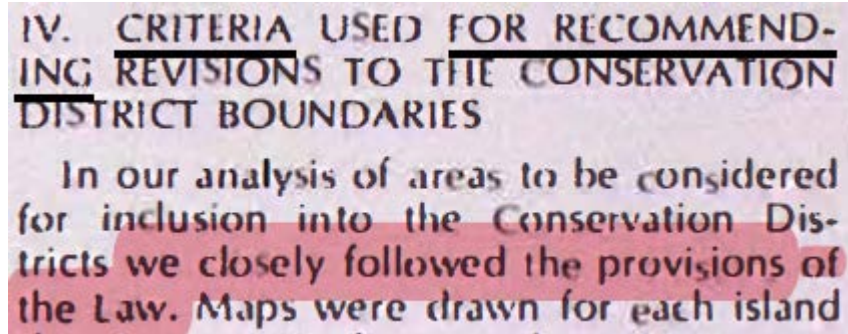 IV. CRITERIA USED FOR RECOMMEND-
ING REVISIONS TO THE CONSERVATION
DISTRICT BOUNDARIES
In our analysis of areas to be considered
for inclusion into the Conservation Dis-
tricts we closely followed the provisions of
the Law. Maps were drawn for each island